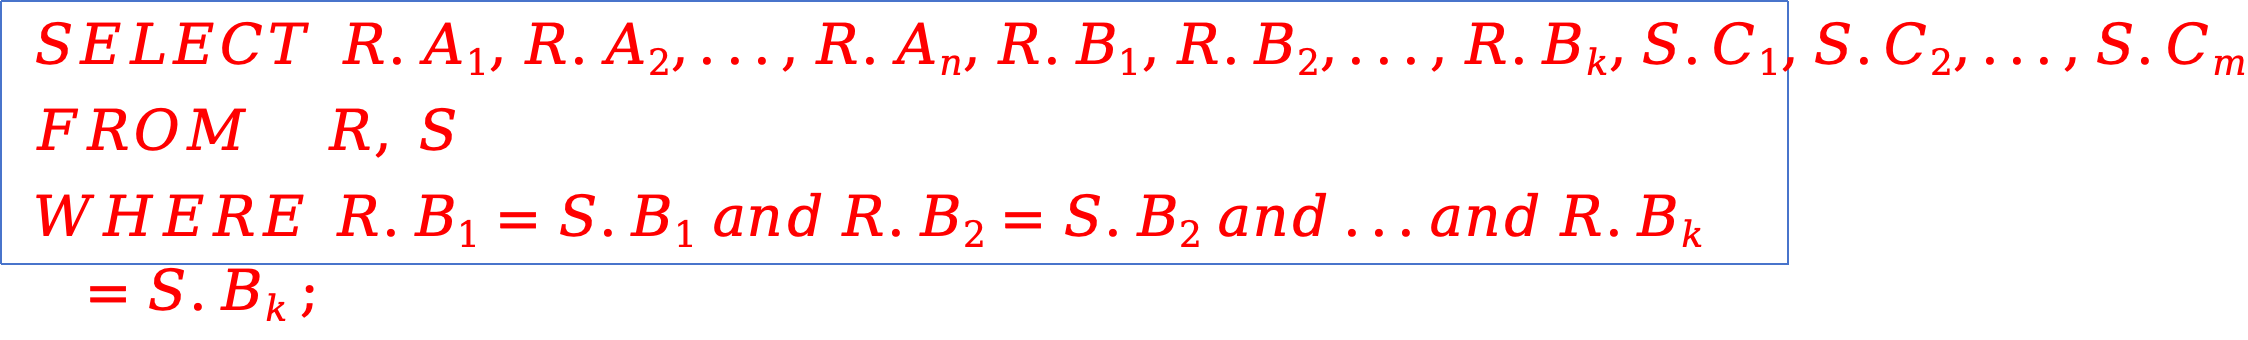 SELECT R.A₁, R.A₂,...,R.Aₙ, R.B₁, R.B₂,...,R.Bₖ, S.C₁, S.C₂,...,S.Cₘ
FROM R, S
WHERE R.B₁ = S.B₁ and R.B₂ = S.B₂ and ...and R.Bₖ
= S.Bₖ;